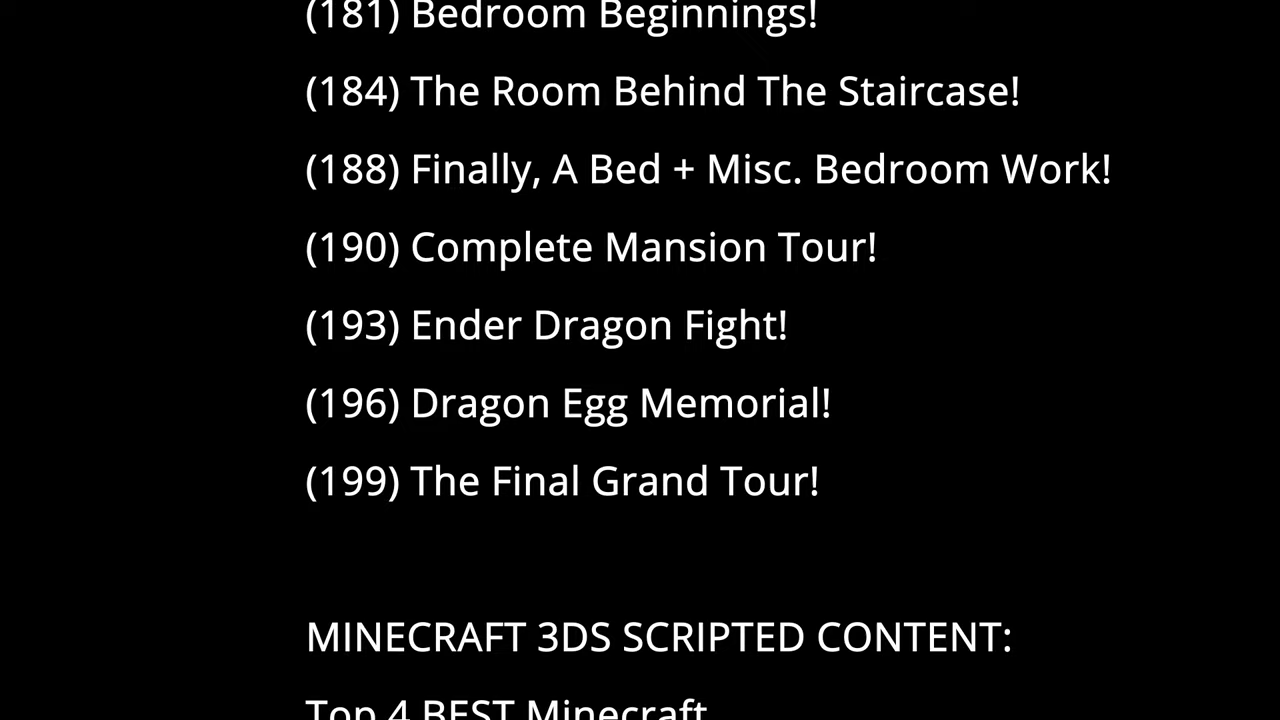 (181) Bedroom Beginnings!
(184) The Room Behind The Staircase!
(188) Finally, A Bed + Misc. Bedroom Work!
(190) Complete Mansion Tour!
(193) Ender Dragon Fight!
(196) Dragon Egg Memorial!
(199) The Final Grand Tour!
MINECRAFT 3DS SCRIPTED CONTENT:
Top 4 BEST Minecraft